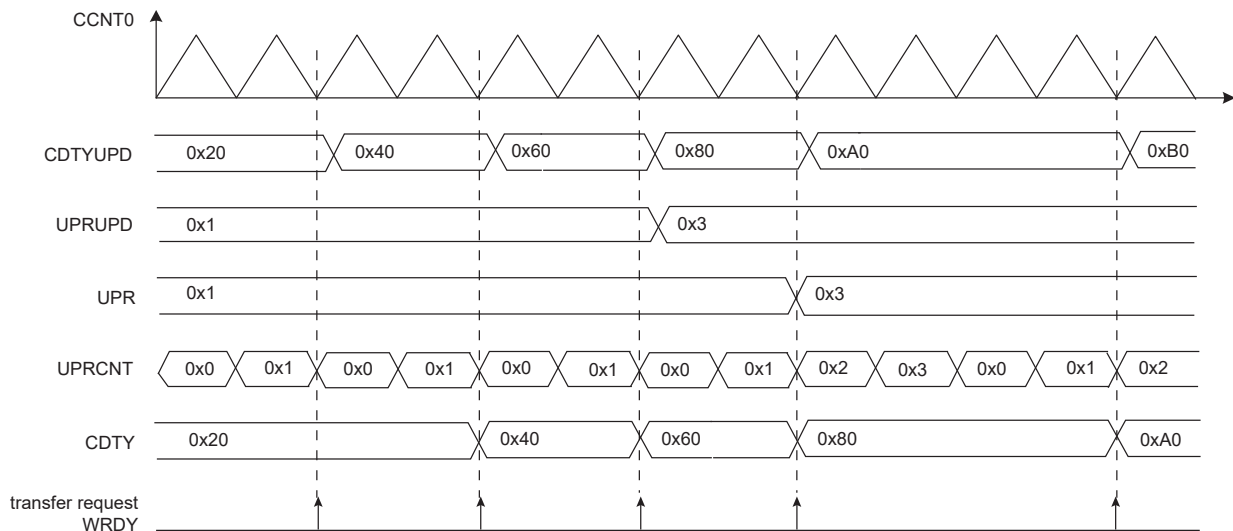 CCNT0
CDTYUPD 0x20 0x40 0x60 0x80 0xA0 0xB0
UPRUPD 0x1 0x3
UPR 0x1 0x3
UPRCNT 0x0 0x1 0x0 0x1 0x0 0x1 0x0 0x1 0x2 0x3 0x0 0x1 0x2
CDTY 0x20 0x40 0x60 0x80 0xA0
transfer request
WRDY